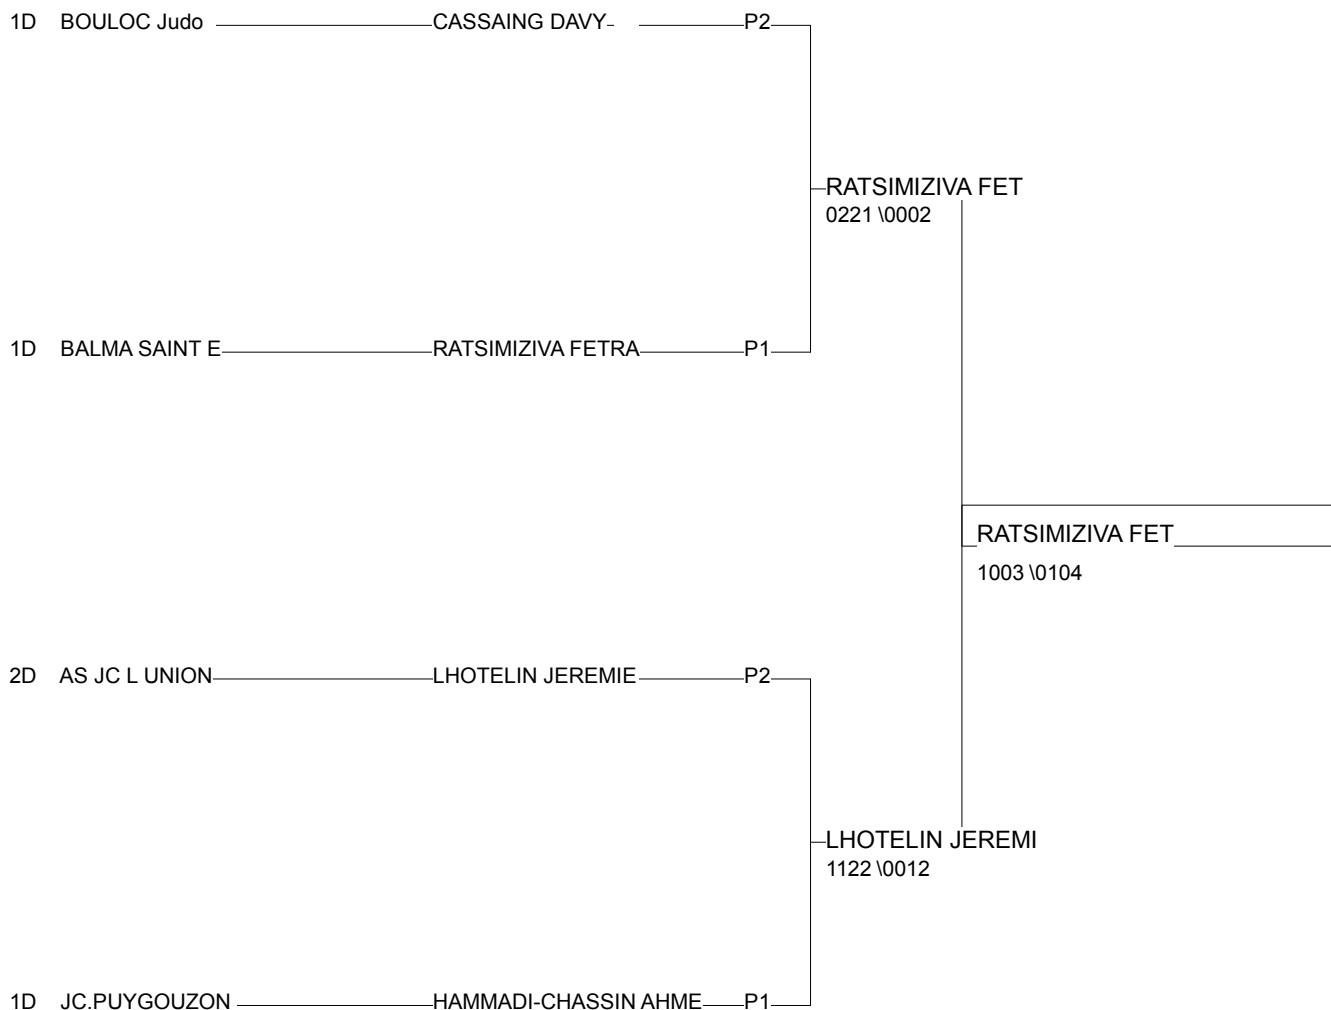 1D BOULOC Judo CASSAING DAVY P2
RATSIMIZIVA FET
0221 \0002
1D BALMA SAINT E RATSIMIZIVA FETRA P1
RATSIMIZIVA FET
1003 \0104
2D AS JC L UNION LHOTELIN JEREMIE P2
LHOTELIN JEREMI
1122 \0012
1D JC.PUYGOUZON HAMMADI-CHASSIN AHME P1